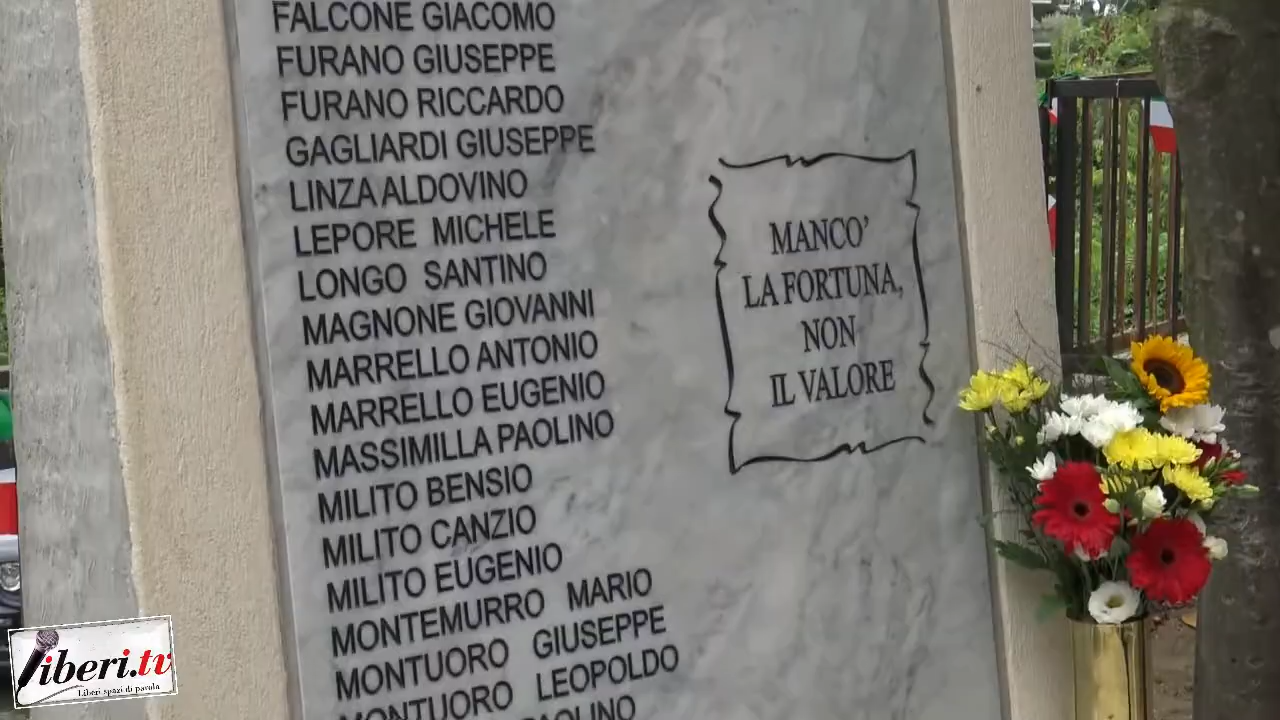 FALCONE GIACOMO
FURANO GIUSEPPE
FURANO RICCARDO
GAGLIARDI GIUSEPPE
LINZA ALDOVINO
LEPORE MICHELE
LONGO SANTINO
MAGNONE GIOVANNI
MARRELLO ANTONIO
MARRELLO EUGENIO
MASSIMILLA PAOLINO
MILITO BENSIO
MILITO CANZIO
MILITO EUGENIO
MONTEMURRO MARIO
MONTUORO GIUSEPPE
MONTUORO LEOPOLDO
MONTUORO PAOLINO
MANCO'
LA FORTUNA,
NON
IL VALORE
liberi.tv
Liberi spazi di parola